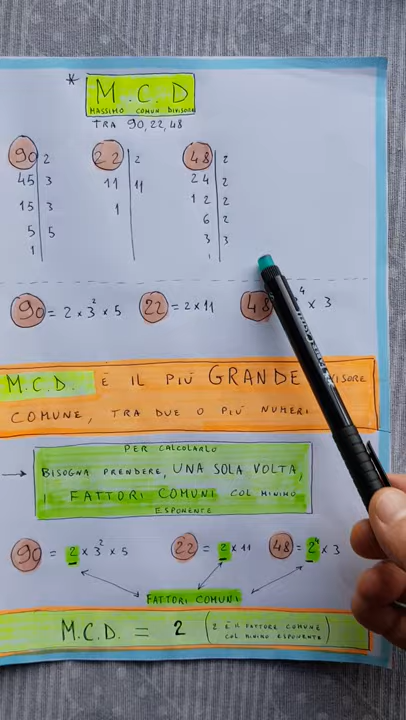 * M.C.D
MASSIMO COMUN DIVISORE
TRA 90, 22, 48
90 2 22 2 48 2
45 3 11 11 24 2
15 3 1 12 2
5 5 6 2
1 3 3
1
90 = 2 x 3² x 5 22 = 2 x 11 48 ⁴ x 3
M.C.D. È IL PIÙ GRANDE VISORE
COMUNE, TRA DUE O PIÙ NUMERI
PER CALCOLARLO
→ BISOGNA PRENDERE, UNA SOLA VOLTA,
I FATTORI COMUNI COL MINIMO
ESPONENTE
90 = 2 x 3² x 5 22 = 2 x 11 48 = 2⁴ x 3
FATTORI COMUNI
M.C.D. = 2 (2 È IL FATTORE COMUNE
COL MINIMO ESPONENTE)